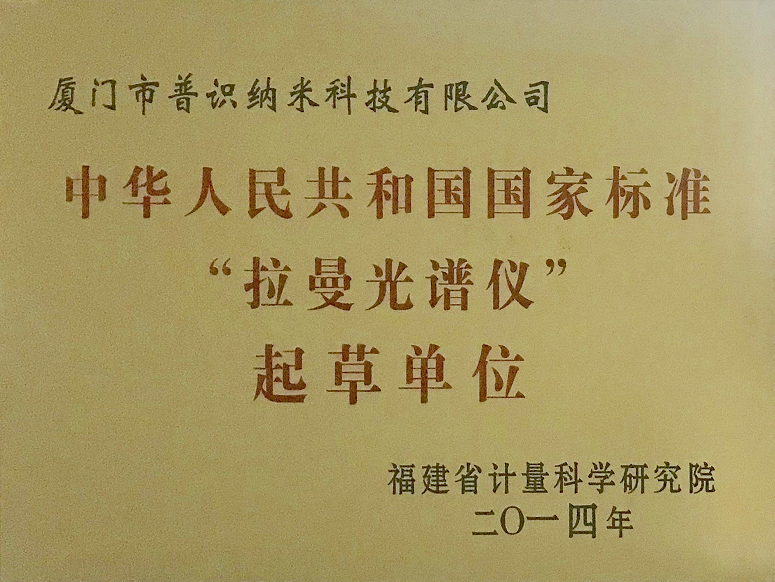 厦门市普识纳米科技有限公司
中华人民共和国国家标准
“拉曼光谱仪”
起草单位
福建省计量科学研究院
二〇一四年